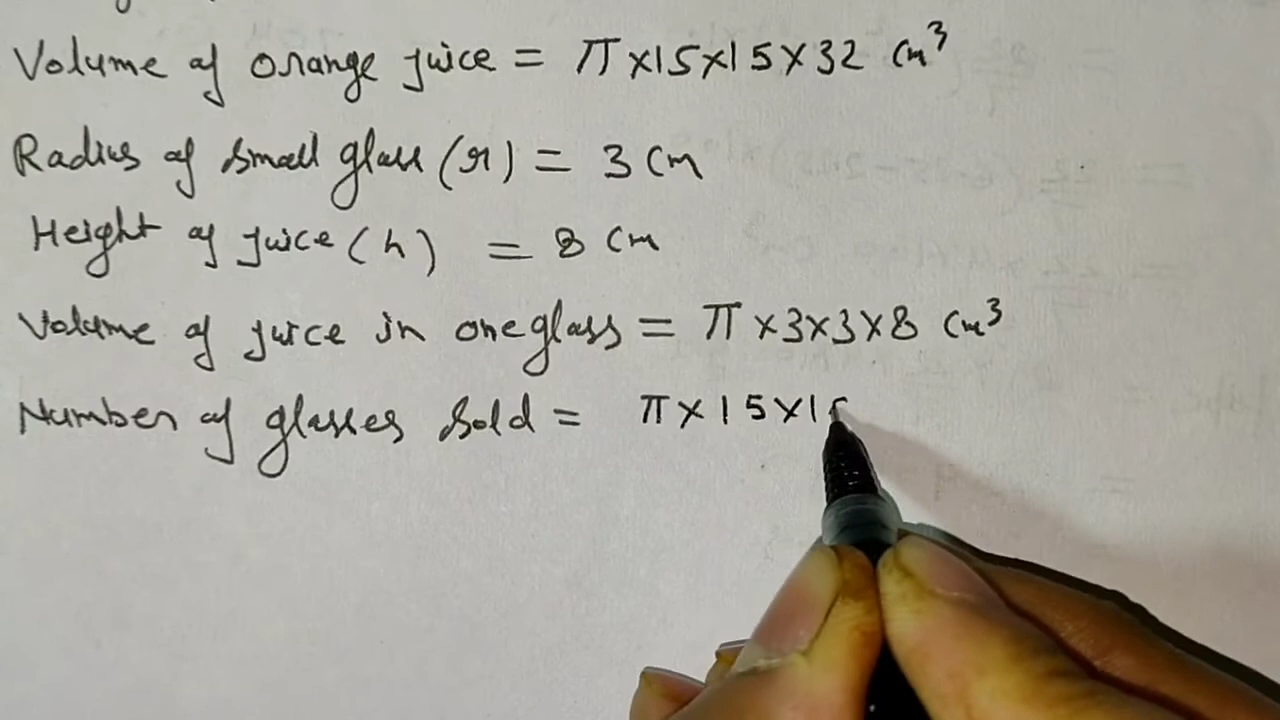 Volume of orange juice = π×15×15×32 cm³
Radius of small glass (r) = 3 cm
Height of juice (h) = 8 cm
Volume of juice in one glass = π×3×3×8 cm³
Number of glasses sold = π×15×1